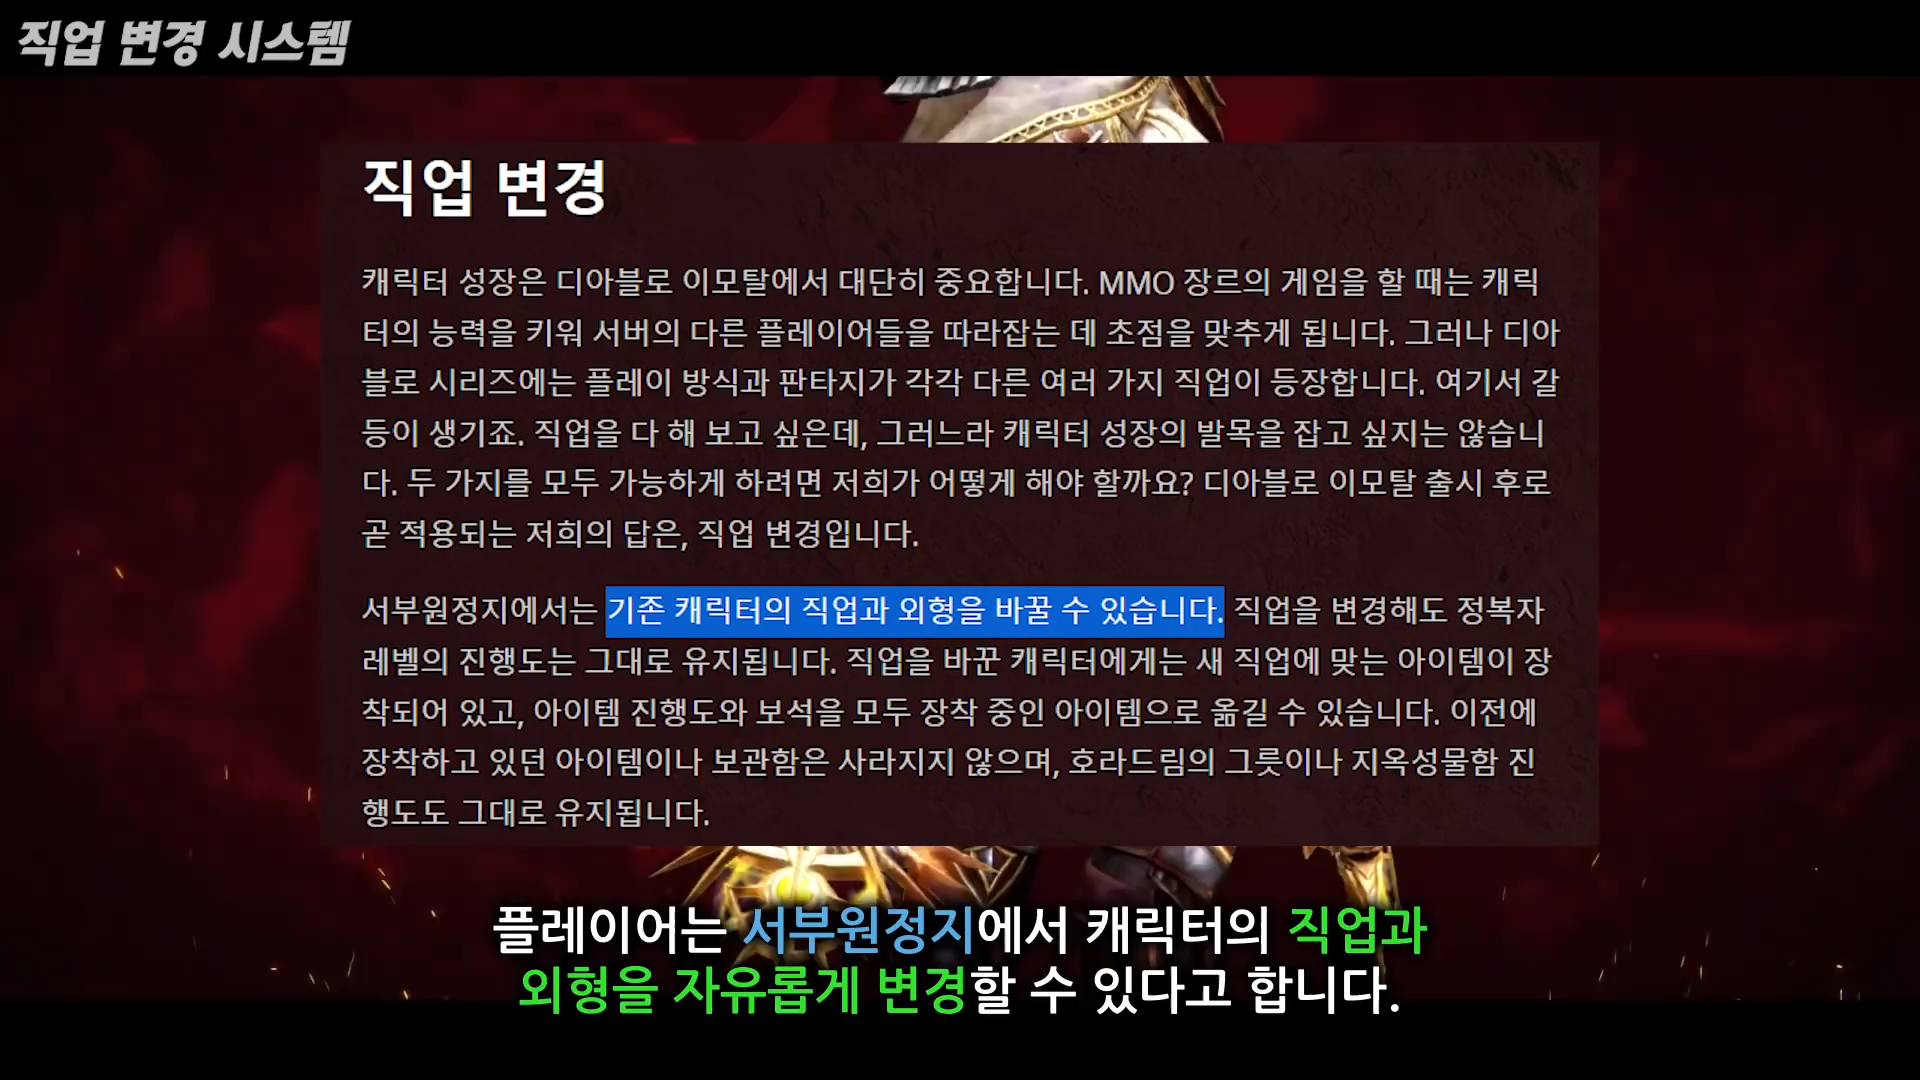 직업 변경 시스템
직업 변경
캐릭터 성장은 디아블로 이모탈에서 대단히 중요합니다. MMO 장르의 게임을 할 때는 캐릭
터의 능력을 키워 서버의 다른 플레이어들을 따라잡는 데 초점을 맞추게 됩니다. 그러나 디아
블로 시리즈에는 플레이 방식과 판타지가 각각 다른 여러 가지 직업이 등장합니다. 여기서 갈
등이 생기죠. 직업을 다 해 보고 싶은데, 그러느라 캐릭터 성장의 발목을 잡고 싶지는 않습니
다. 두 가지를 모두 가능하게 하려면 저희가 어떻게 해야 할까요? 디아블로 이모탈 출시 후로
곧 적용되는 저희의 답은, 직업 변경입니다.
서부원정지에서는 기존 캐릭터의 직업과 외형을 바꿀 수 있습니다. 직업을 변경해도 정복자
레벨의 진행도는 그대로 유지됩니다. 직업을 바꾼 캐릭터에게는 새 직업에 맞는 아이템이 장
착되어 있고, 아이템 진행도와 보석을 모두 장착 중인 아이템으로 옮길 수 있습니다. 이전에
장착하고 있던 아이템이나 보관함은 사라지지 않으며, 호라드림의 그릇이나 지옥성물함 진
행도도 그대로 유지됩니다.
플레이어는 서부원정지에서 캐릭터의 직업과
외형을 자유롭게 변경할 수 있다고 합니다.